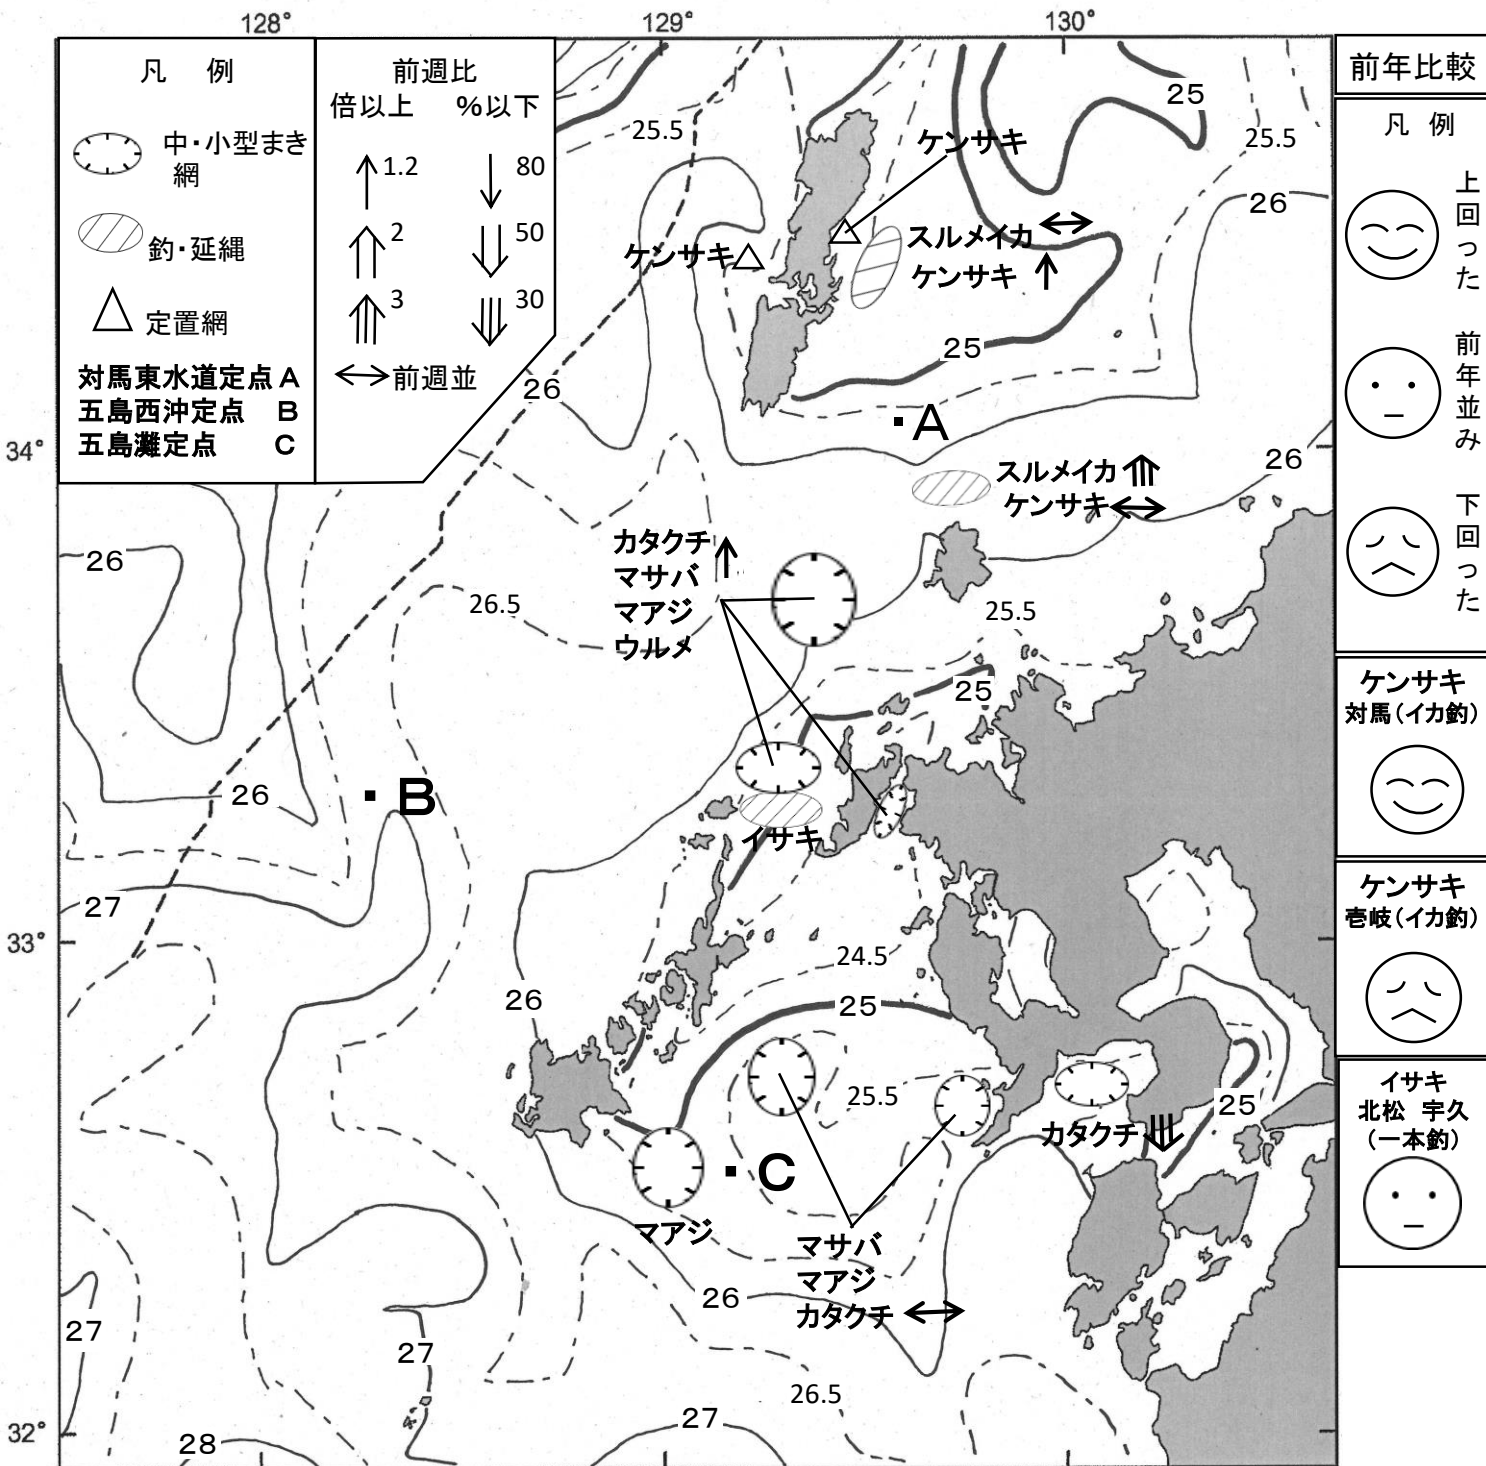 128°
129°
130°
凡 例
中・小型まき
網
釣・延縄
定置網
対馬東水道定点 A
五島西沖定点 B
五島灘定点 C
前週比
倍以上 %以下
1.2 80
2 50
3 30
前週並
前年比較
凡 例
上回った
前年並み
下回った
ケンサキ
対馬(イカ釣)
ケンサキ
壱岐(イカ釣)
イサキ
北松 宇久
(一本釣)
25
25.5
25.5
ケンサキ
26
スルメイカ
ケンサキ
ケンサキ
25
26
A
34°
26
スルメイカ
ケンサキ
カタクチ
マサバ
マアジ
ウルメ
26
26.5
25.5
25
26
B
イサキ
27
33°
24.5
26
25
25.5
25
カタクチ
C
マアジ
マサバ
マアジ
カタクチ
26
27
27
26.5
32°
28
27